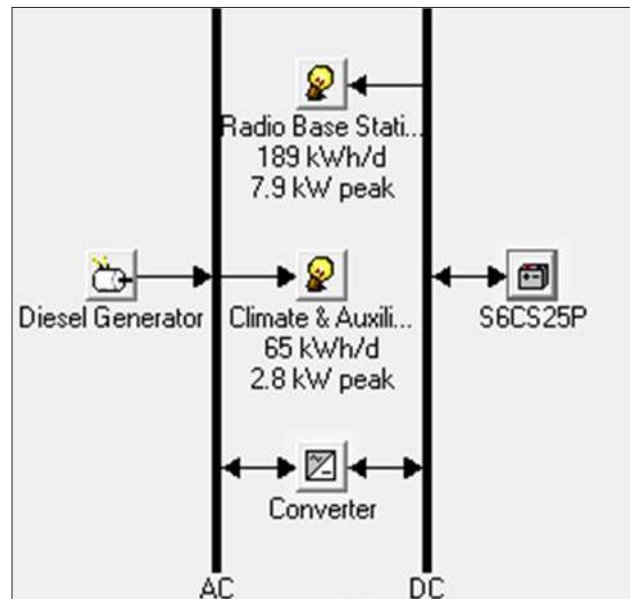 Radio Base Stati...
189 kWh/d
7.9 kW peak
Diesel Generator
Climate & Auxili...
65 kWh/d
2.8 kW peak
S6CS25P
Converter
AC
DC